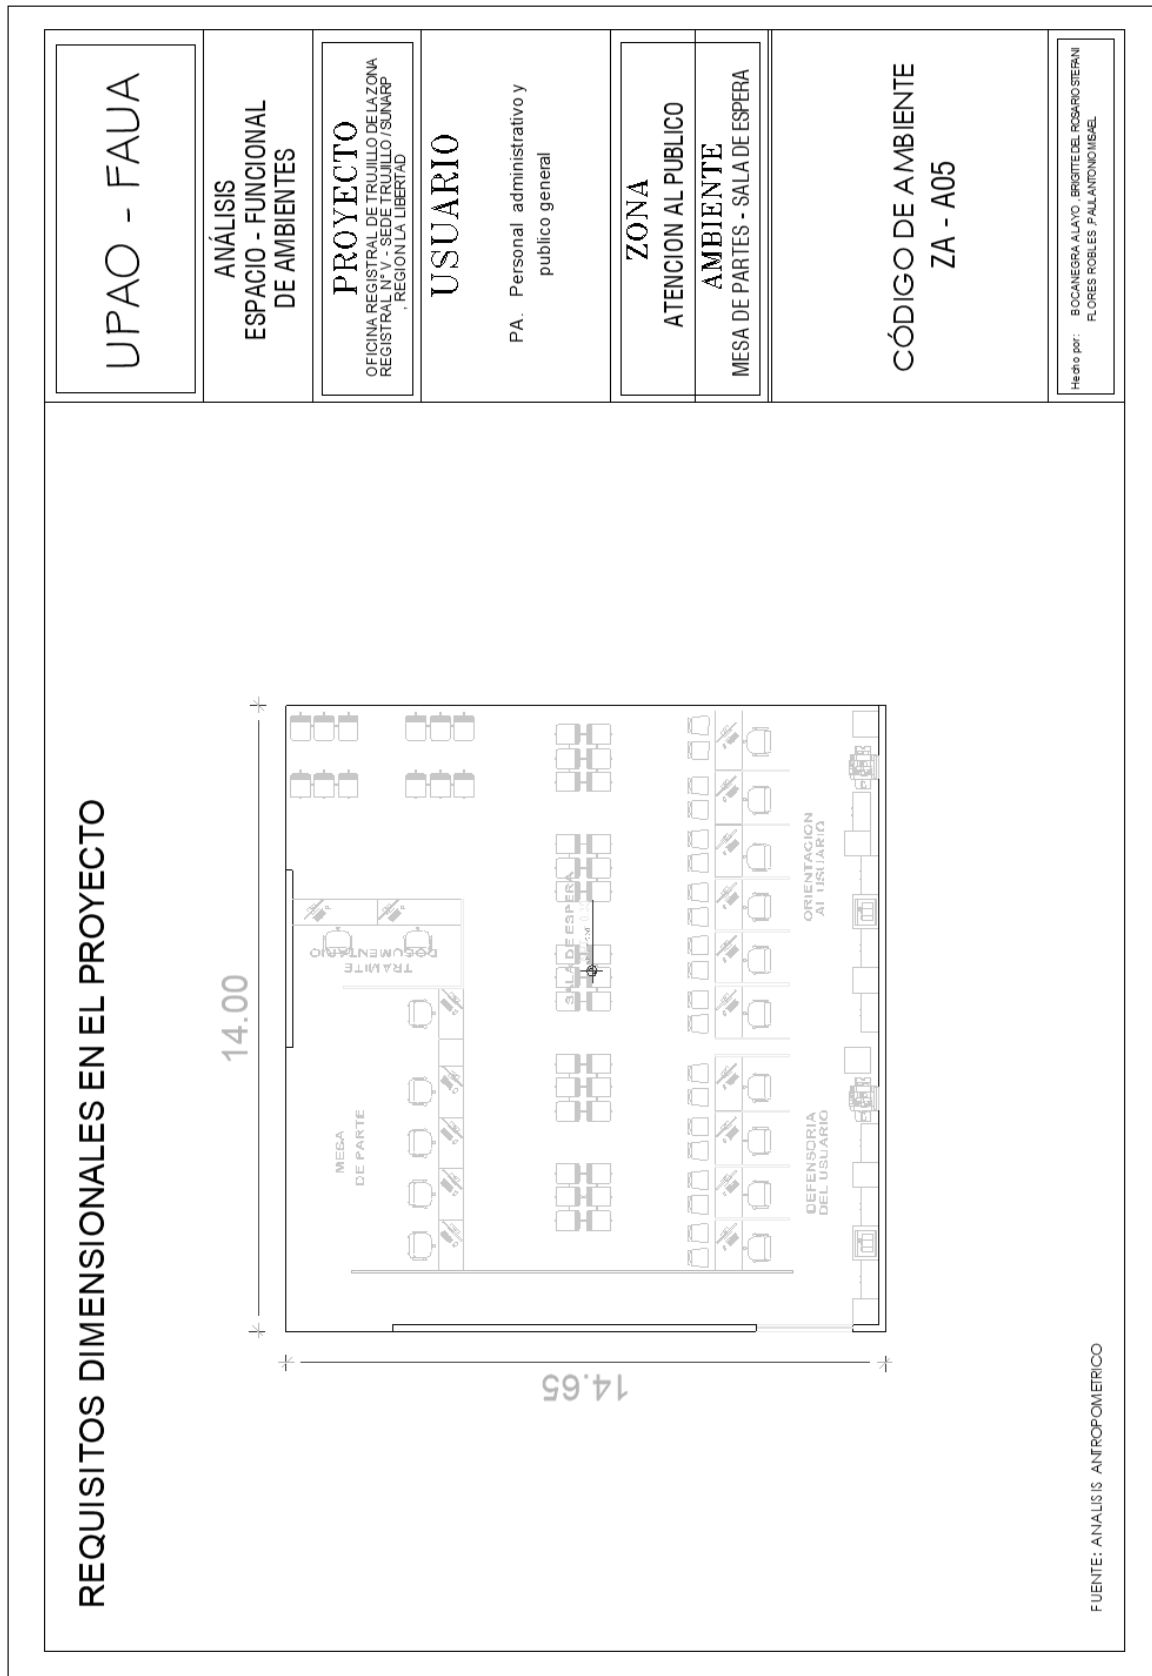 REQUISITOS DIMENSIONALES EN EL PROYECTO
14.00
14.65
MESA
DE PARTE
TRAMITE
DOCUMENTARIO
SALA DE ESPERA
DEFENSORIA
DEL USUARIO
ORIENTACION
AL USUARIO
FUENTE: ANALISIS ANTROPOMETRICO
UPAO - FAUA
ANÁLISIS
ESPACIO - FUNCIONAL
DE AMBIENTES
PROYECTO
OFICINA REGISTRAL DE TRUJILLO DE LA ZONA
REGISTRAL N° V - SEDE TRUJILLO / SUNARP
, REGION LA LIBERTAD
USUARIO
PA. Personal administrativo y
publico general
ZONA
ATENCION AL PUBLICO
AMBIENTE
MESA DE PARTES - SALA DE ESPERA
CÓDIGO DE AMBIENTE
ZA - A05
Hecho por: BOCANEGRA ALAYO, BRIGITTE DEL ROSARIO STEFANI
FLORES ROBLES, PAUL ANTONIO MISAEL